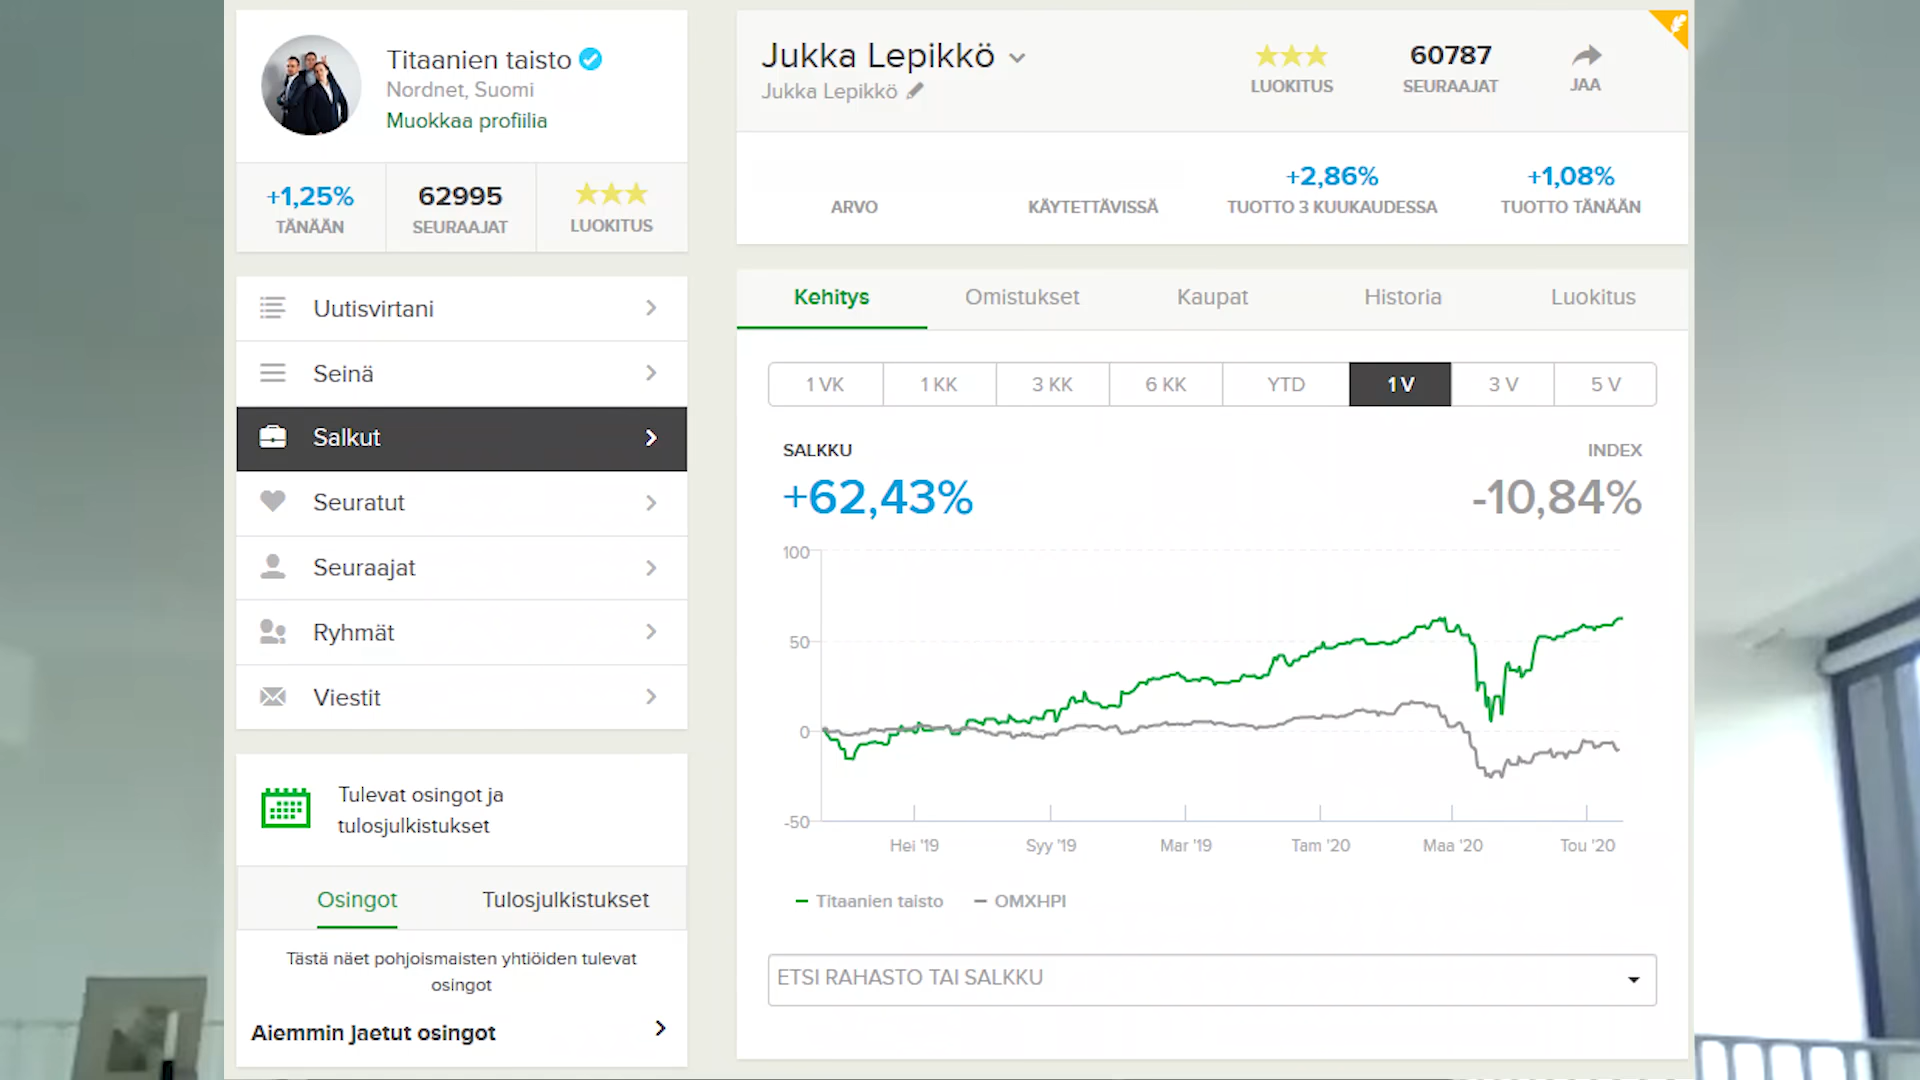 Titaanien taisto
Nordnet, Suomi
Muokkaa profiilia
+1,25%
TÄNÄÄN
62995
SEURAAJAT
LUOKITUS
Uutisvirtani
Seinä
Salkut
Seuratut
Seuraajat
Ryhmät
Viestit
Tulevat osingot ja
tulosjulkistukset
Osingot
Tulosjulkistukset
Tästä näet pohjoismaisten yhtiöiden tulevat
osingot
Aiemmin jaetut osingot
Jukka Lepikkö
Jukka Lepikkö
LUOKITUS
60787
SEURAAJAT
JAA
ARVO
KÄYTETTÄVISSÄ
+2,86%
TUOTTO 3 KUUKAUDESSA
+1,08%
TUOTTO TÄNÄÄN
Kehitys Omistukset Kaupat Historia Luokitus
1 VK 1 KK 3 KK 6 KK YTD 1 V 3 V 5 V
SALKKU
+62,43%
INDEX
-10,84%
100
50
0
-50
Hei '19 Syy '19 Mar '19 Tam '20 Maa '20 Tou '20
Titaanien taisto OMXHPI
ETSI RAHASTO TAI SALKKU